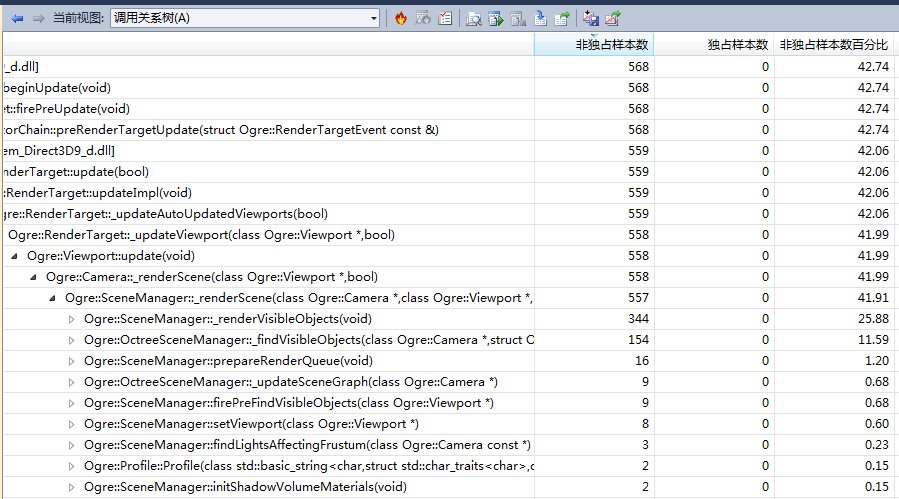 当前视图: 调用关系树(A)
非独占样本数 独占样本数 非独占样本数百分比
_d.dll] 568 0 42.74
beginUpdate(void) 568 0 42.74
et::firePreUpdate(void) 568 0 42.74
torChain::preRenderTargetUpdate(struct Ogre::RenderTargetEvent const &) 568 0 42.74
em_Direct3D9_d.dll] 559 0 42.06
nderTarget::update(bool) 559 0 42.06
:RenderTarget::updateImpl(void) 559 0 42.06
gre::RenderTarget::_updateAutoUpdatedViewports(bool) 559 0 42.06
Ogre::RenderTarget::_updateViewport(class Ogre::Viewport *,bool) 558 0 41.99
Ogre::Viewport::update(void) 558 0 41.99
Ogre::Camera::_renderScene(class Ogre::Viewport *,bool) 558 0 41.99
Ogre::SceneManager::_renderScene(class Ogre::Camera *,class Ogre::Viewport *, 557 0 41.91
Ogre::SceneManager::_renderVisibleObjects(void) 344 0 25.88
Ogre::OctreeSceneManager::_findVisibleObjects(class Ogre::Camera *,struct O 154 0 11.59
Ogre::SceneManager::prepareRenderQueue(void) 16 0 1.20
Ogre::OctreeSceneManager::_updateSceneGraph(class Ogre::Camera *) 9 0 0.68
Ogre::SceneManager::firePreFindVisibleObjects(class Ogre::Viewport *) 9 0 0.68
Ogre::SceneManager::setViewport(class Ogre::Viewport *) 8 0 0.60
Ogre::SceneManager::findLightsAffectingFrustum(class Ogre::Camera const *) 3 0 0.23
Ogre::Profile::Profile(class std::basic_string<char,struct std::char_traits<char>,c 2 0 0.15
Ogre::SceneManager::initShadowVolumeMaterials(void) 2 0 0.15